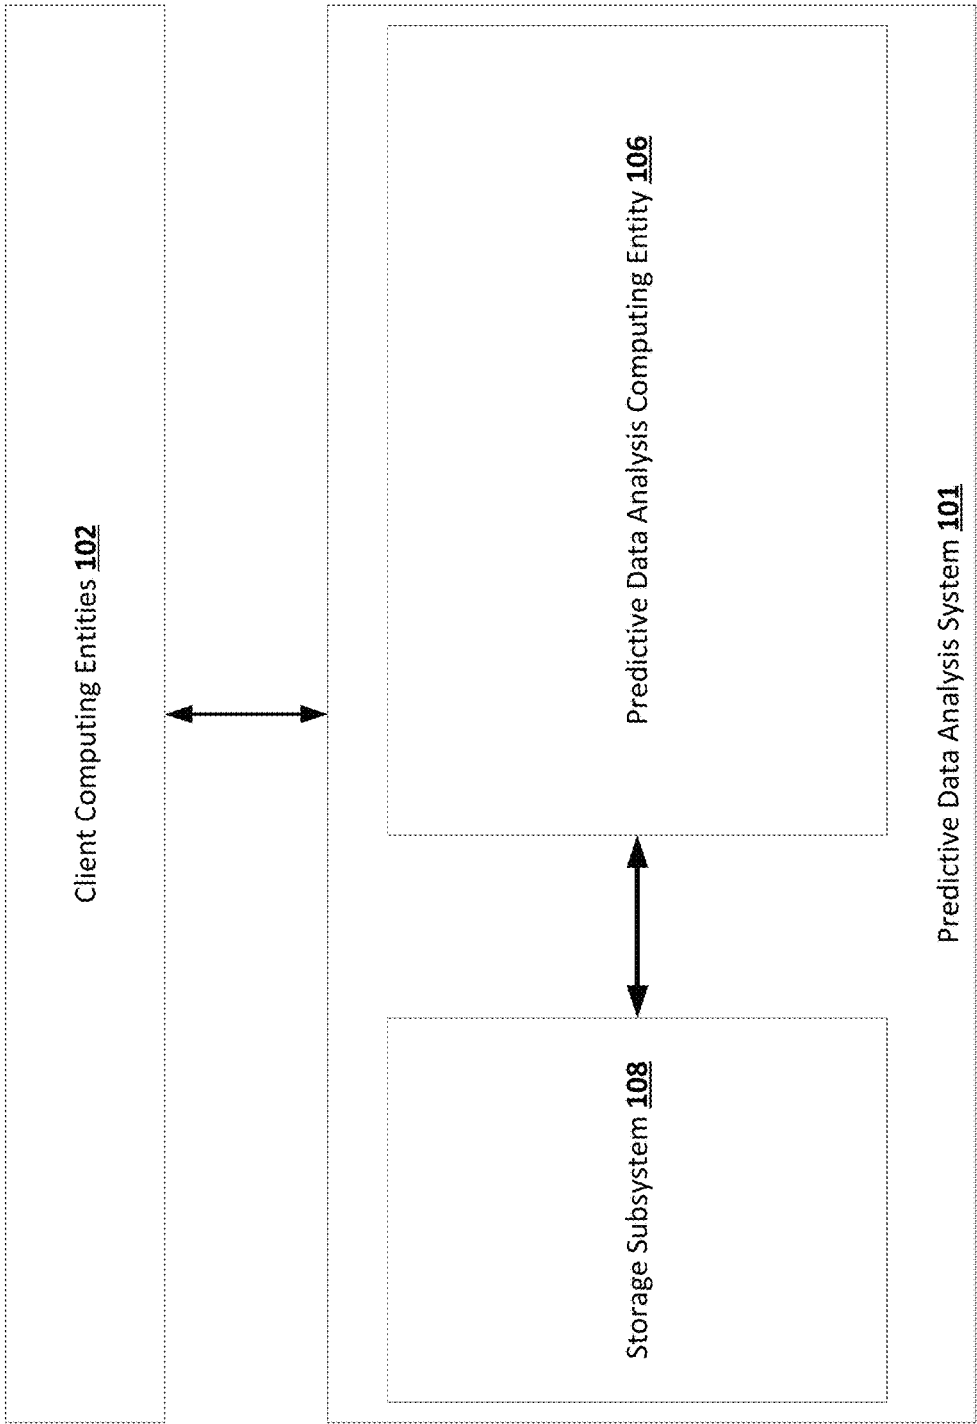 Client Computing Entities 102
Storage Subsystem 108
Predictive Data Analysis Computing Entity 106
Predictive Data Analysis System 101